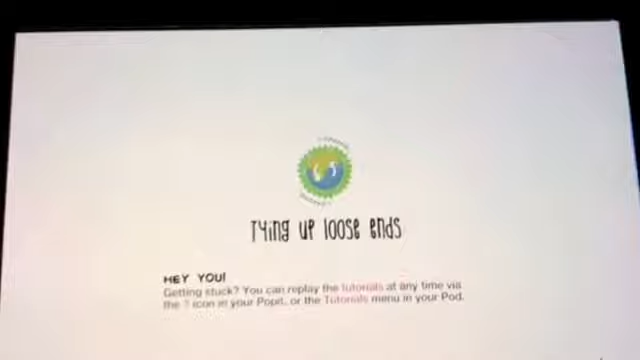 Tying up loose ends
HEY YOU!
Getting stuck? You can replay the tutorials at any time via
the ? icon in your Popit, or the Tutorials menu in your Pod.